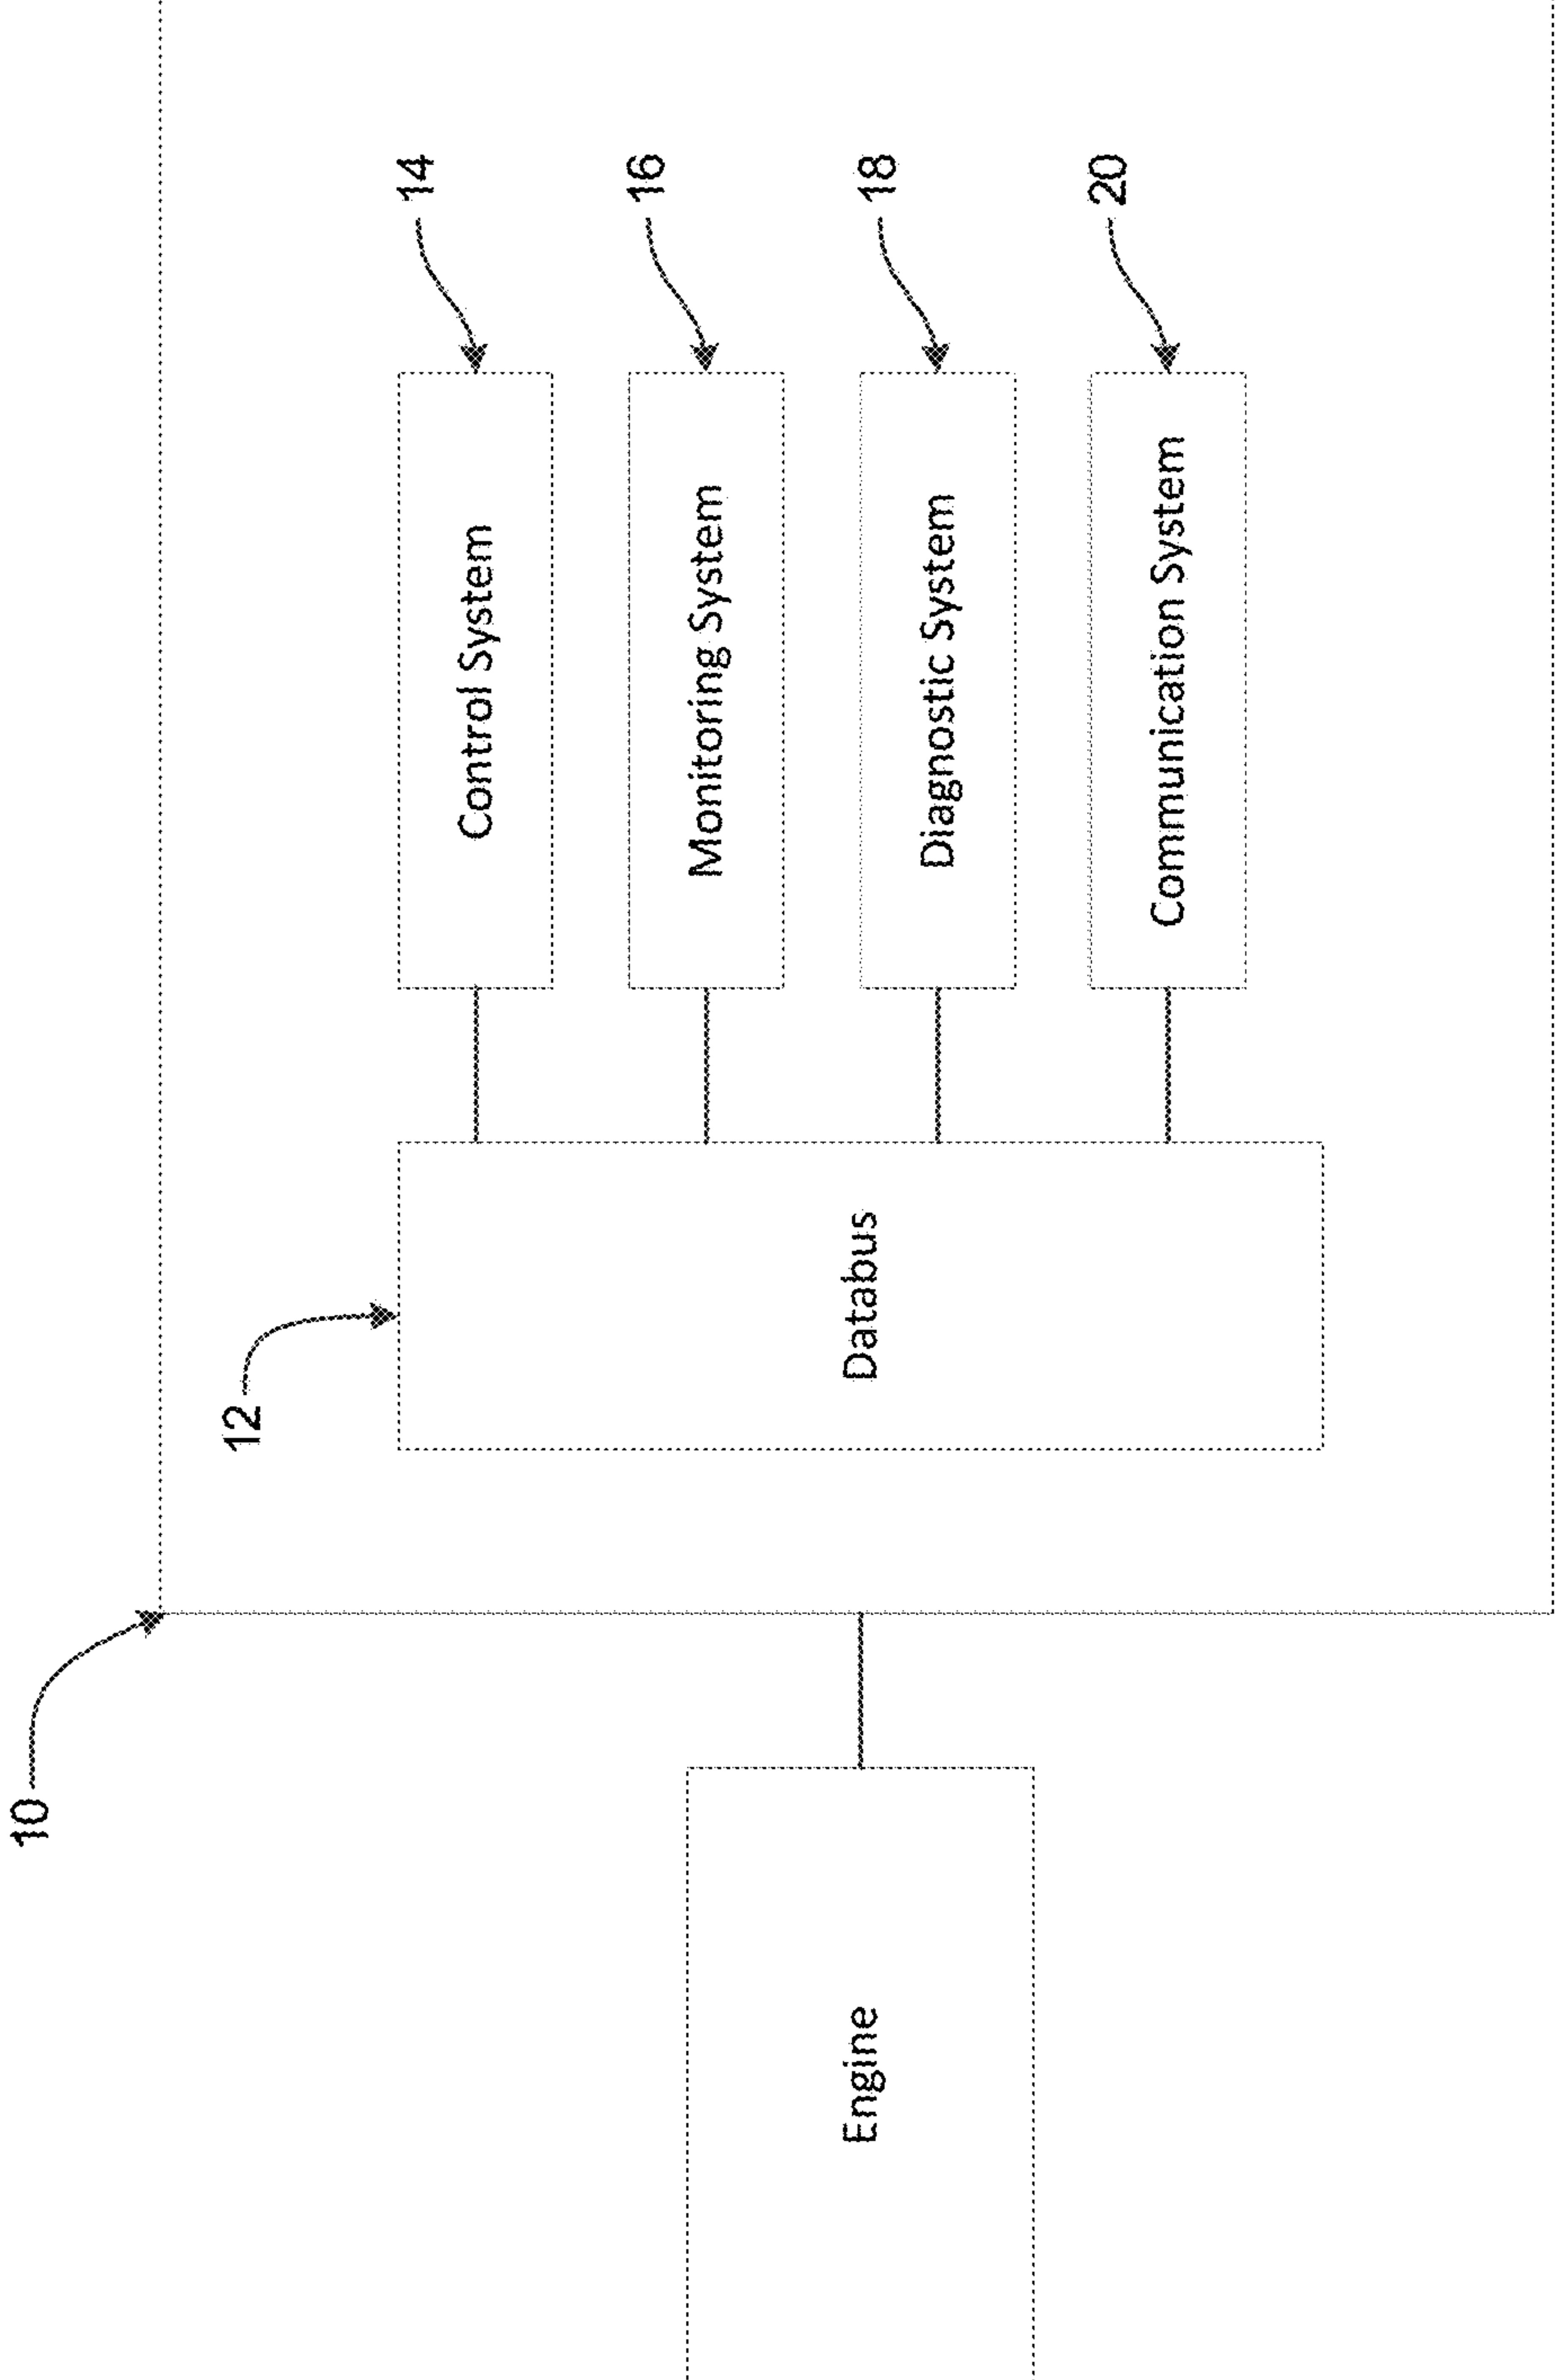 10
12
14
16
18
20
Engine
Databus
Control System
Monitoring System
Diagnostic System
Communication System